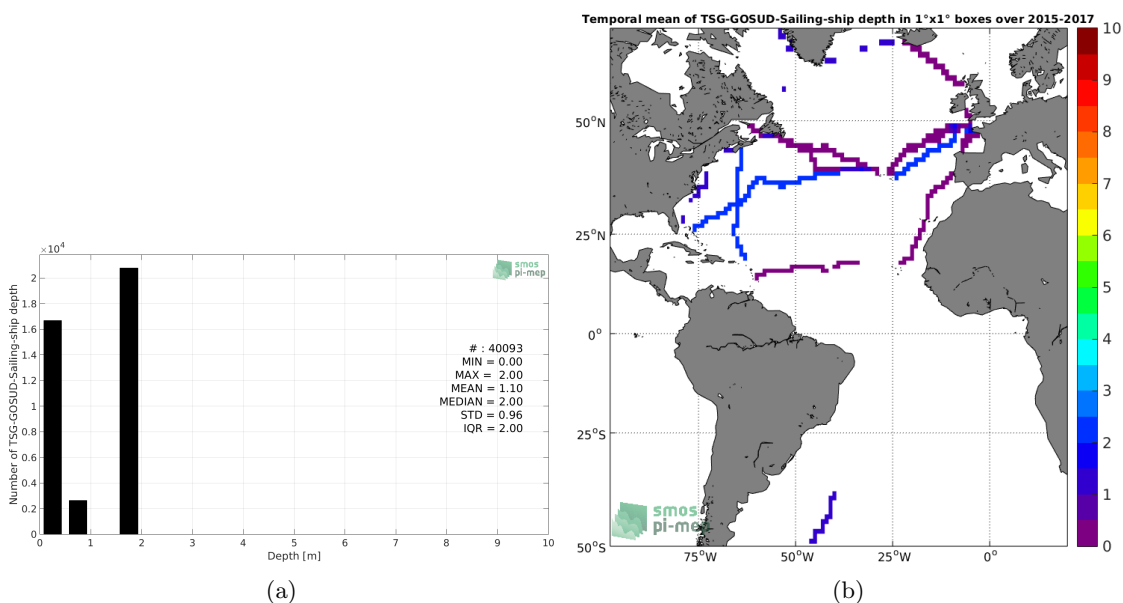 Temporal mean of TSG-GOSUD-Sailing-ship depth in 1°x1° boxes over 2015-2017
×10⁴
2
1.8
1.6
1.4
1.2
1
0.8
0.6
0.4
0.2
0
Number of TSG-GOSUD-Sailing-ship depth
smos
pi-mep
# : 40093
MIN = 0.00
MAX = 2.00
MEAN = 1.10
MEDIAN = 2.00
STD = 0.96
IQR = 2.00
0 1 2 3 4 5 6 7 8 9 10
Depth [m]
(a)
50°N
25°N
0°
25°S
50°S
75°W 50°W 25°W 0°
smos
pi-mep
10
9
8
7
6
5
4
3
2
1
0
(b)